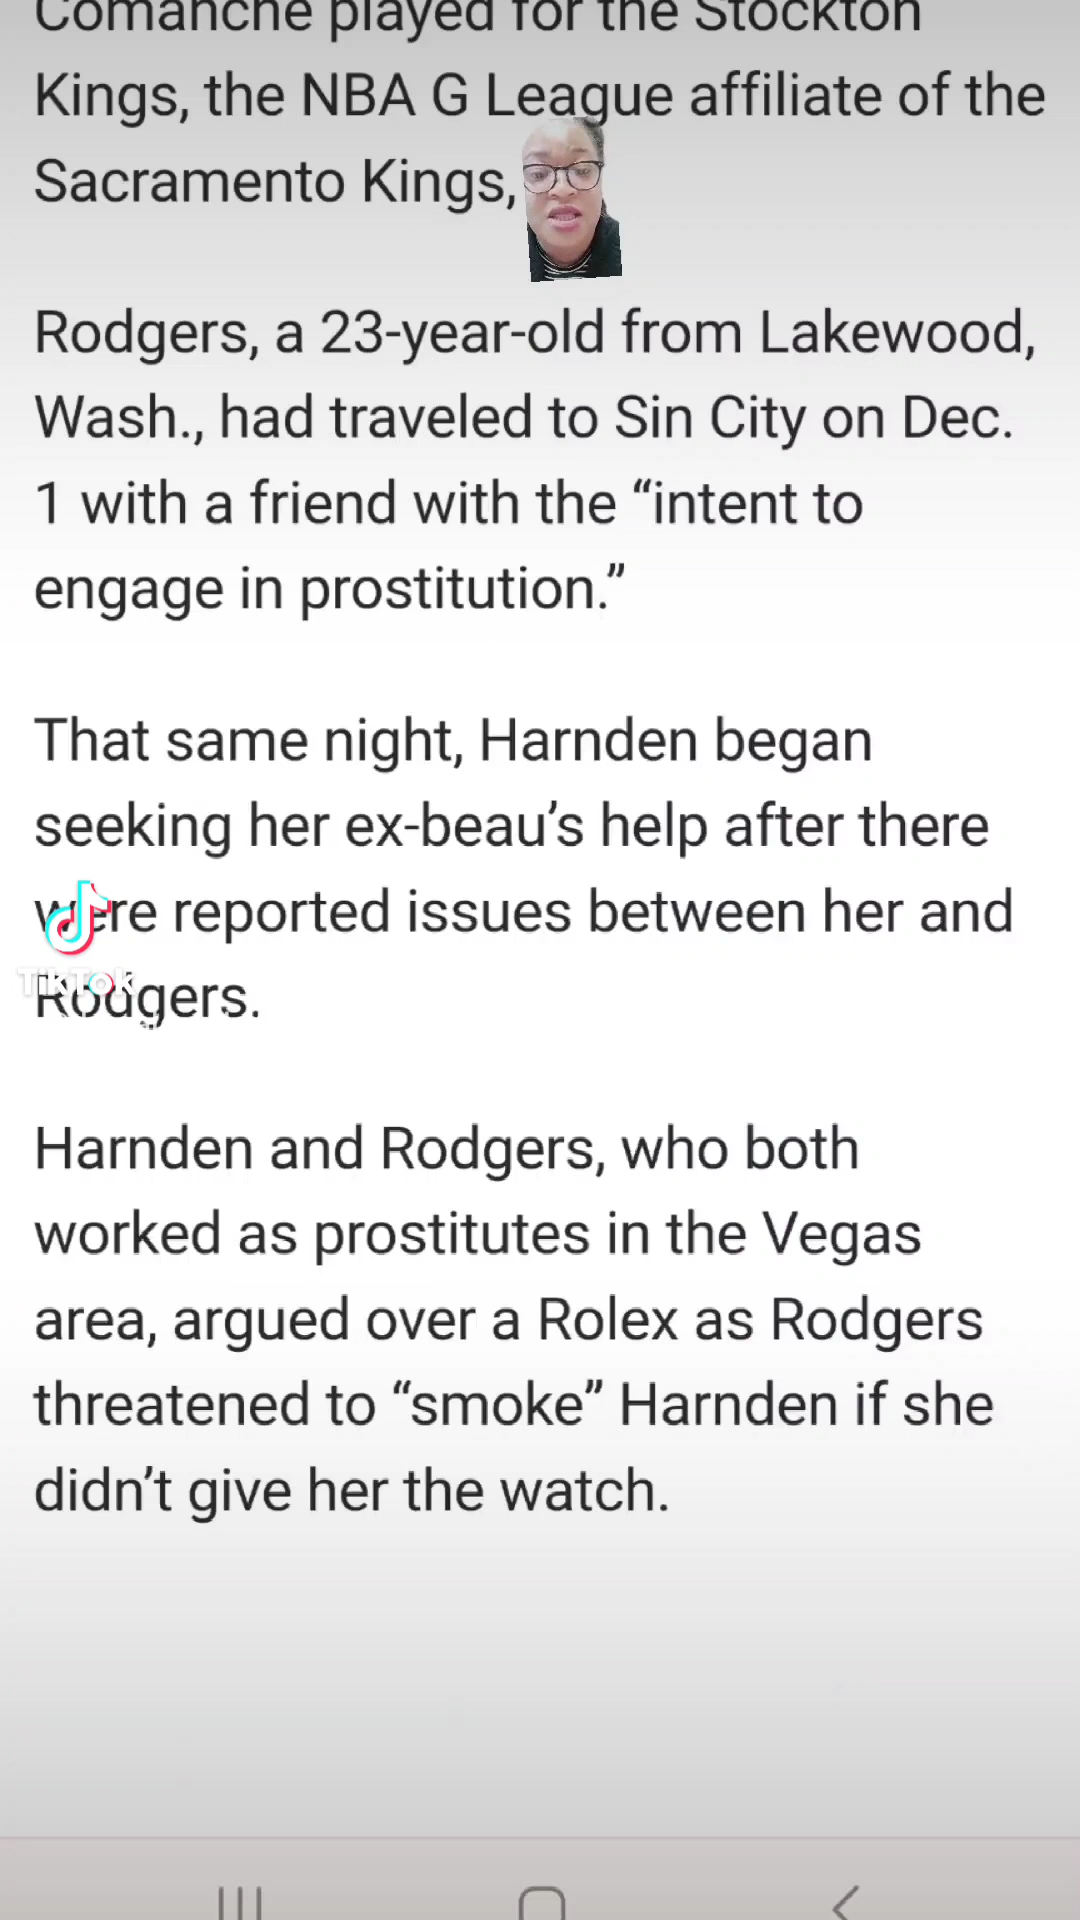 Comanche played for the Stockton
Kings, the NBA G League affiliate of the
Sacramento Kings,
Rodgers, a 23-year-old from Lakewood,
Wash., had traveled to Sin City on Dec.
1 with a friend with the “intent to
engage in prostitution.”
That same night, Harnden began
seeking her ex-beau’s help after there
were reported issues between her and
TikTok
Rodgers.
Harnden and Rodgers, who both
worked as prostitutes in the Vegas
area, argued over a Rolex as Rodgers
threatened to “smoke” Harnden if she
didn’t give her the watch.